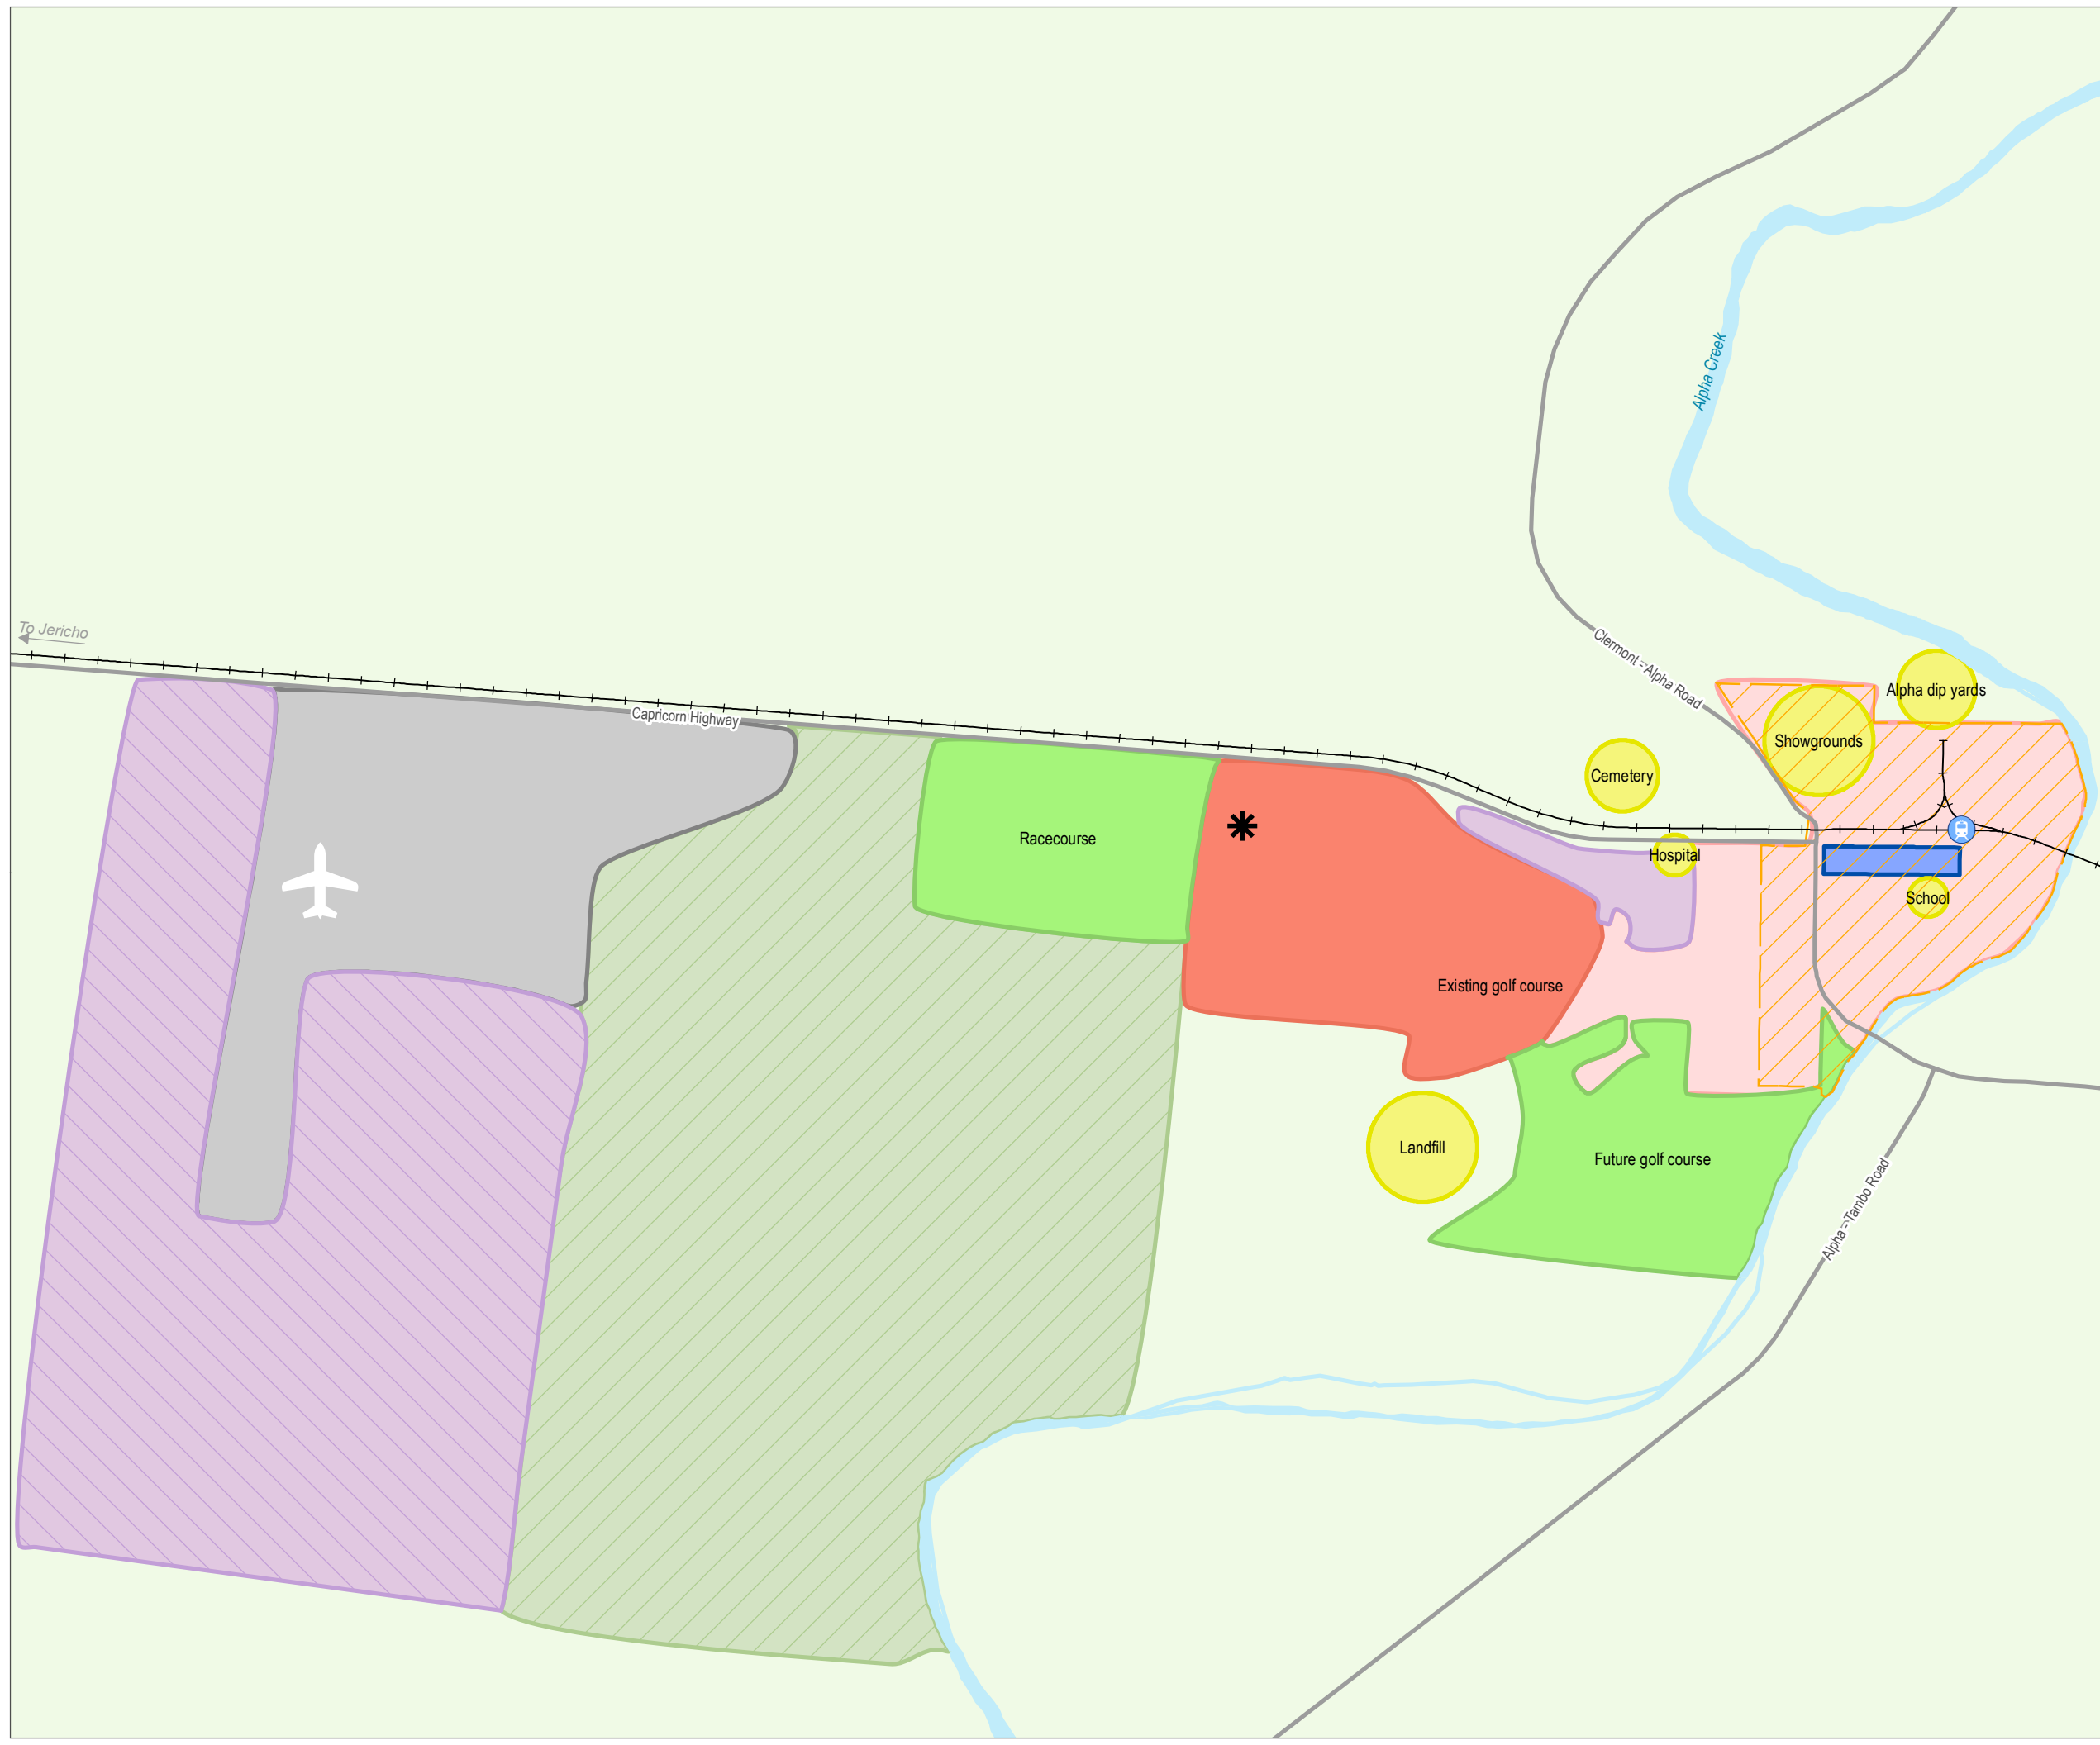 Alpha Creek
To Jericho
Clermont - Alpha Road
Alpha dip yards
Capricorn Highway
Showgrounds
Cemetery
Racecourse
Hospital
School
Existing golf course
Landfill
Future golf course
Alpha - Tambo Road